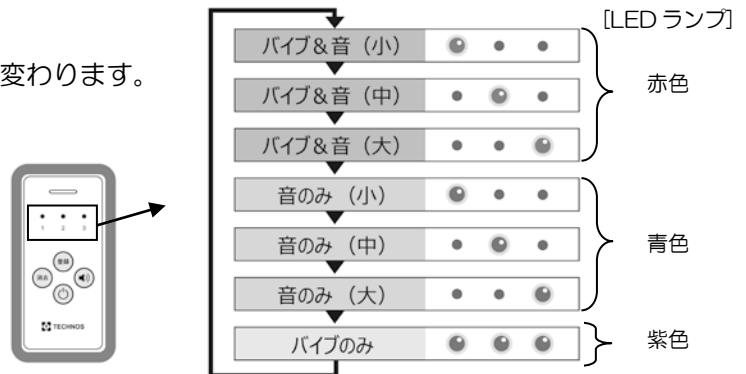 [LED ランプ]
変わります。
バイブ&音（小）
バイブ&音（中）
バイブ&音（大）
赤色
音のみ（小）
音のみ（中）
音のみ（大）
青色
バイブのみ
紫色
1 2 3
登録
消去
TECHNOS